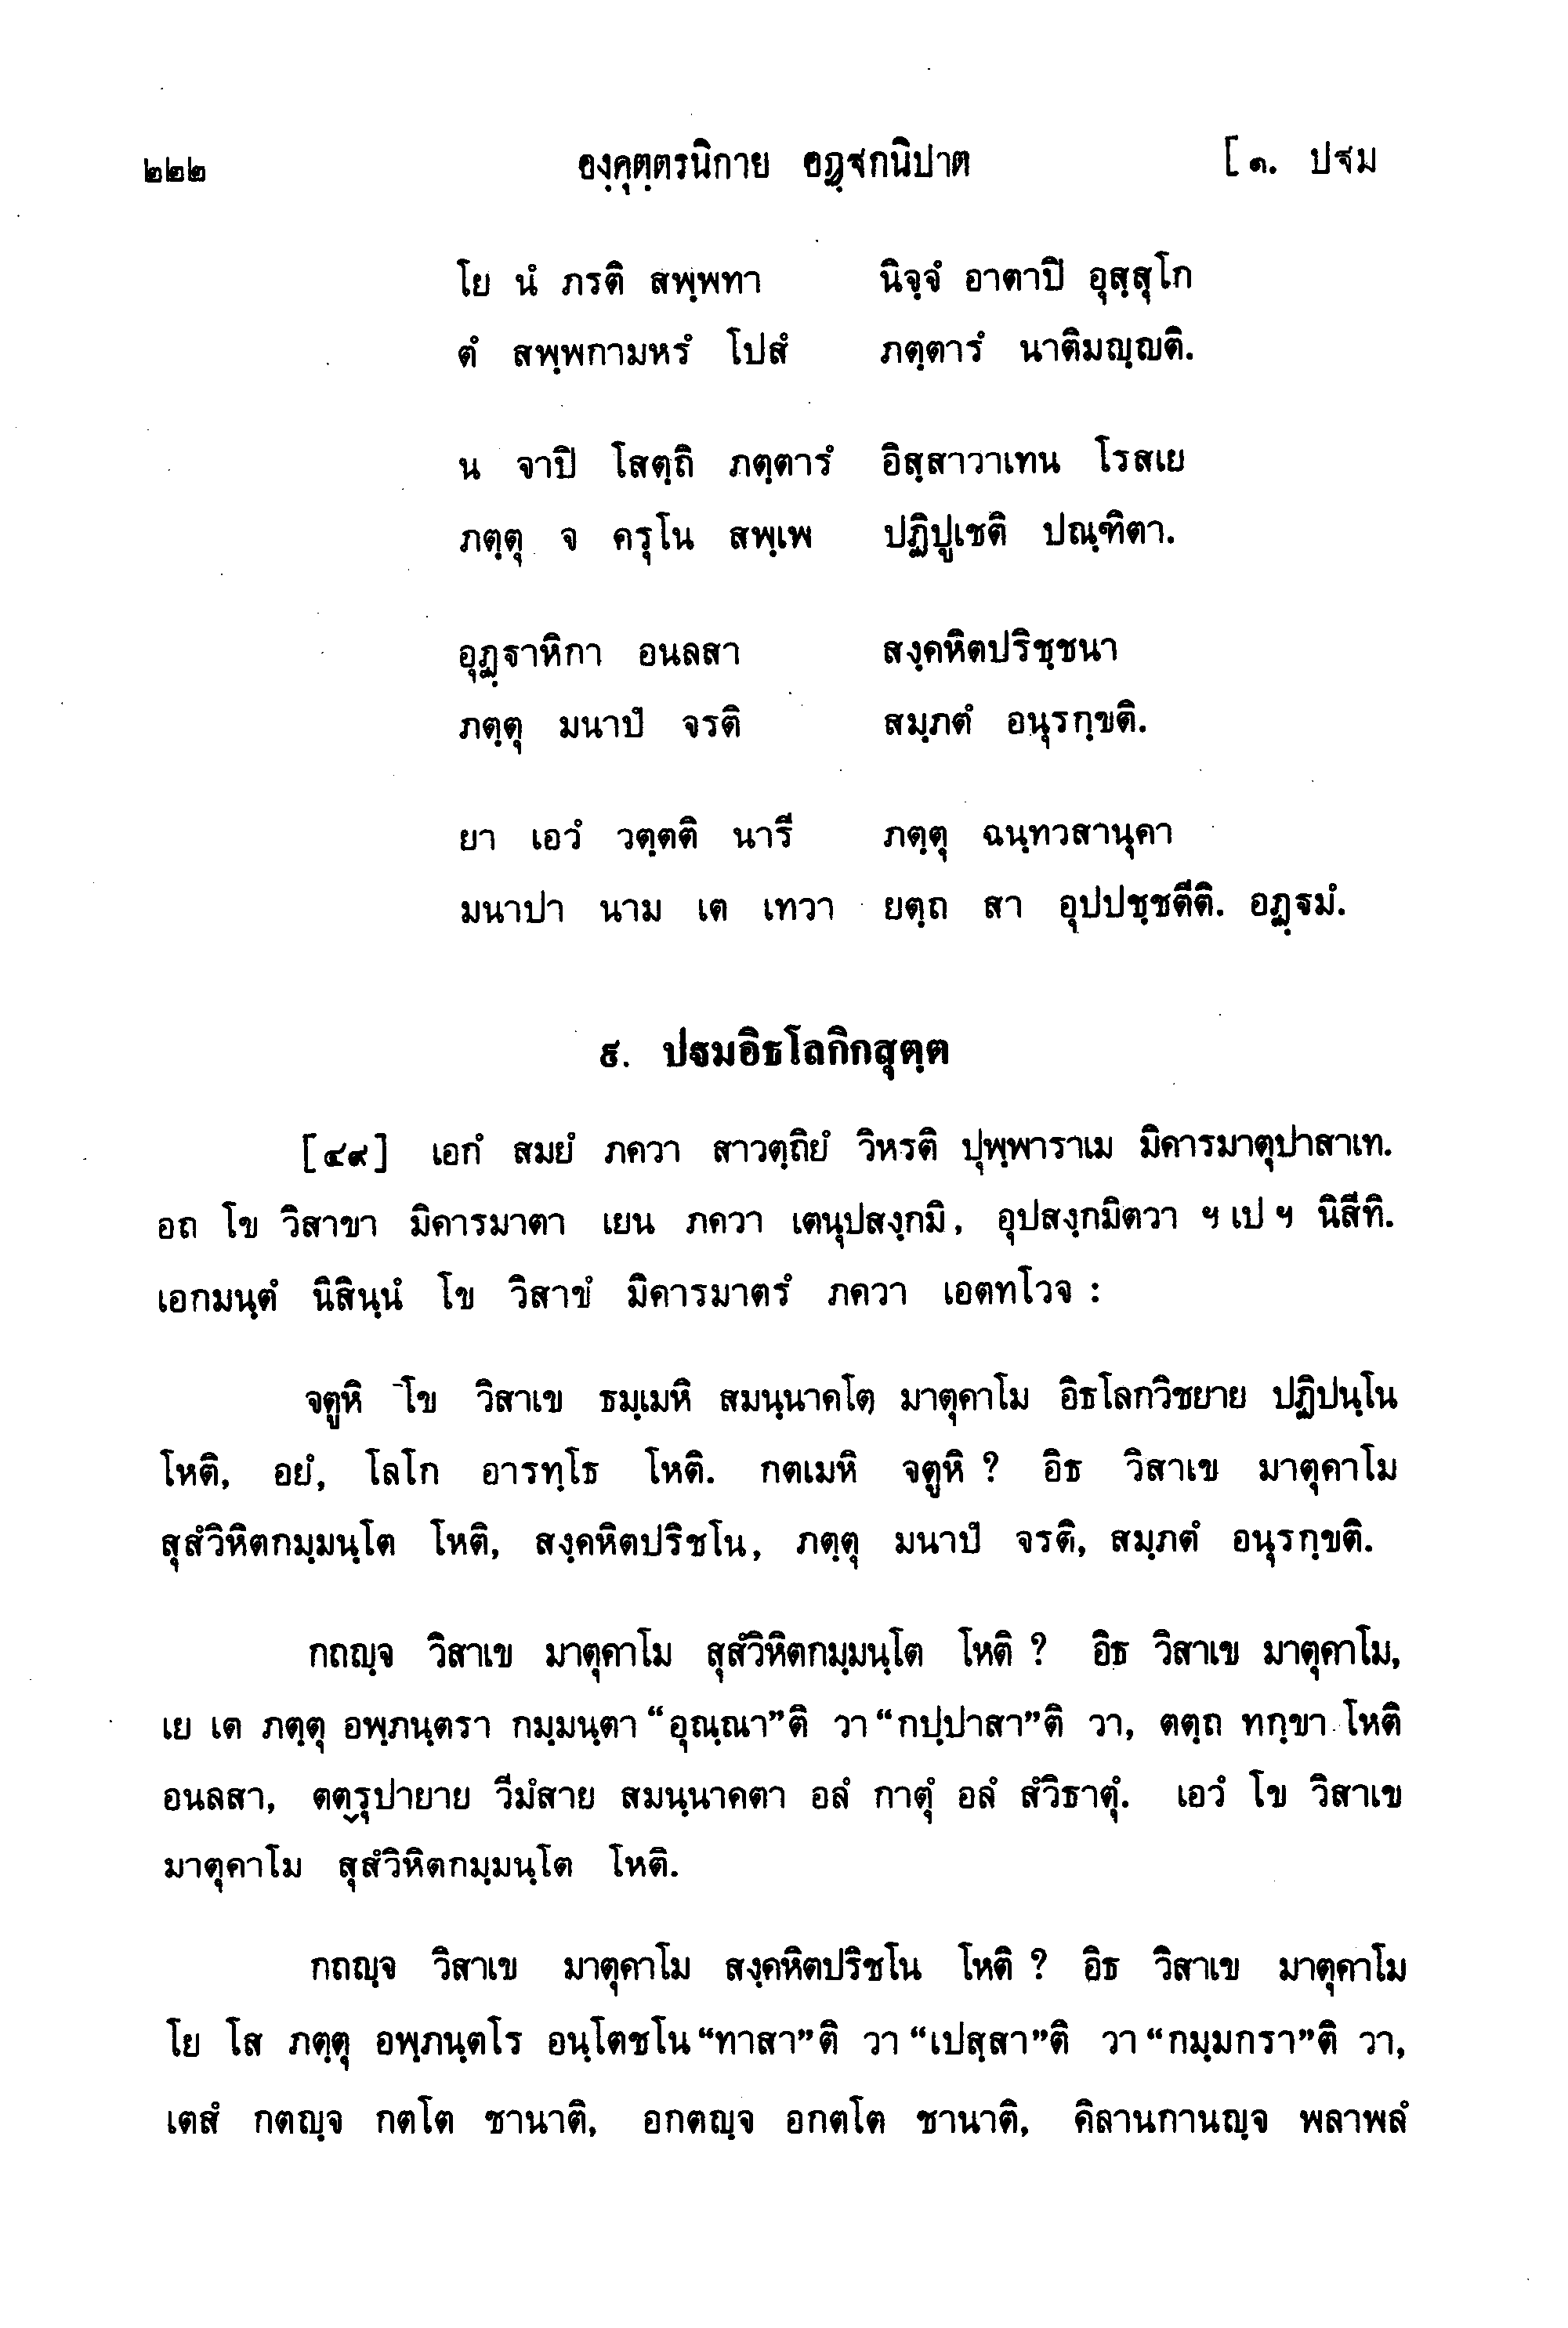 ๒๒๒ องฺคุตฺตรนิกาย อฏฺฐกนิปาต [ ๑. ปฐม
โย นํ ภรติ สพฺพทา นิจฺจํ อาตาปี อุสฺสุโก
ตํ สพฺพกามหรํ โปสํ ภตฺตารํ นาติมญฺญติ.
น จาปิ โสตฺถิ ภตฺตารํ อิสฺสาวาเทน โรสเย
ภตฺตุ จ ครุโน สพฺเพ ปฏิปูเชติ ปณฺฑิตา.
อุฏฺฐาหิกา อนลสา สงฺคหิตปริชฺชนา
ภตฺตุ มนาปํ จรติ สมฺภตํ อนุรกฺขติ.
ยา เอวํ วตฺตติ นารี ภตฺตุ ฉนฺทวสานุคา
มนาปา นาม เต เทวา ยตฺถ สา อุปปชฺชตีติ. อฏฺฐมํ.
๙. ปฐมอิธโลกิกสุตฺต
[๔๙] เอกํ สมยํ ภควา สาวตฺถิยํ วิหรติ ปุพฺพาราเม มิคารมาตุปาสาเท.
อถ โข วิสาขา มิคารมาตา เยน ภควา เตนุปสงฺกมิ, อุปสงฺกมิตวา ฯ เป ฯ นิสีทิ.
เอกมนฺตํ นิสินฺนํ โข วิสาขํ มิคารมาตรํ ภควา เอตทโวจ :
จตูหิ โข วิสาเข ธมฺเมหิ สมนฺนาคโต มาตุคาโม อิธโลกวิชยาย ปฏิปนฺโน
โหติ, อยํ, โลโก อารทฺโธ โหติ. กตเมหิ จตูหิ ? อิธ วิสาเข มาตุคาโม
สุสํวิหิตกมฺมนฺโต โหติ, สงฺคหิตปริชโน, ภตฺตุ มนาปํ จรติ, สมฺภตํ อนุรกฺขติ.
กถญฺจ วิสาเข มาตุคาโม สุสํวิหิตกมฺมนฺโต โหติ ? อิธ วิสาเข มาตุคาโม,
เย เต ภตฺตุ อพฺภนฺตรา กมฺมนฺตา “อุณฺณา”ติ วา “กปฺปาสา”ติ วา, ตตฺถ ทกฺขา โหติ
อนลสา, ตตฺรุปายาย วีมํสาย สมนฺนาคตา อลํ กาตุํ อลํ สํวิธาตุํ. เอวํ โข วิสาเข
มาตุคาโม สุสํวิหิตกมฺมนฺโต โหติ.
กถญฺจ วิสาเข มาตุคาโม สงฺคหิตปริชโน โหติ ? อิธ วิสาเข มาตุคาโม
โย โส ภตฺตุ อพฺภนฺตโร อนฺโตชโน “ทาสา”ติ วา “เปสฺสา”ติ วา “กมฺมกรา”ติ วา,
เตสํ กตญฺจ กตโต ชานาติ, อกตญฺจ อกตโต ชานาติ, คิลานกานญฺจ พลาพลํ